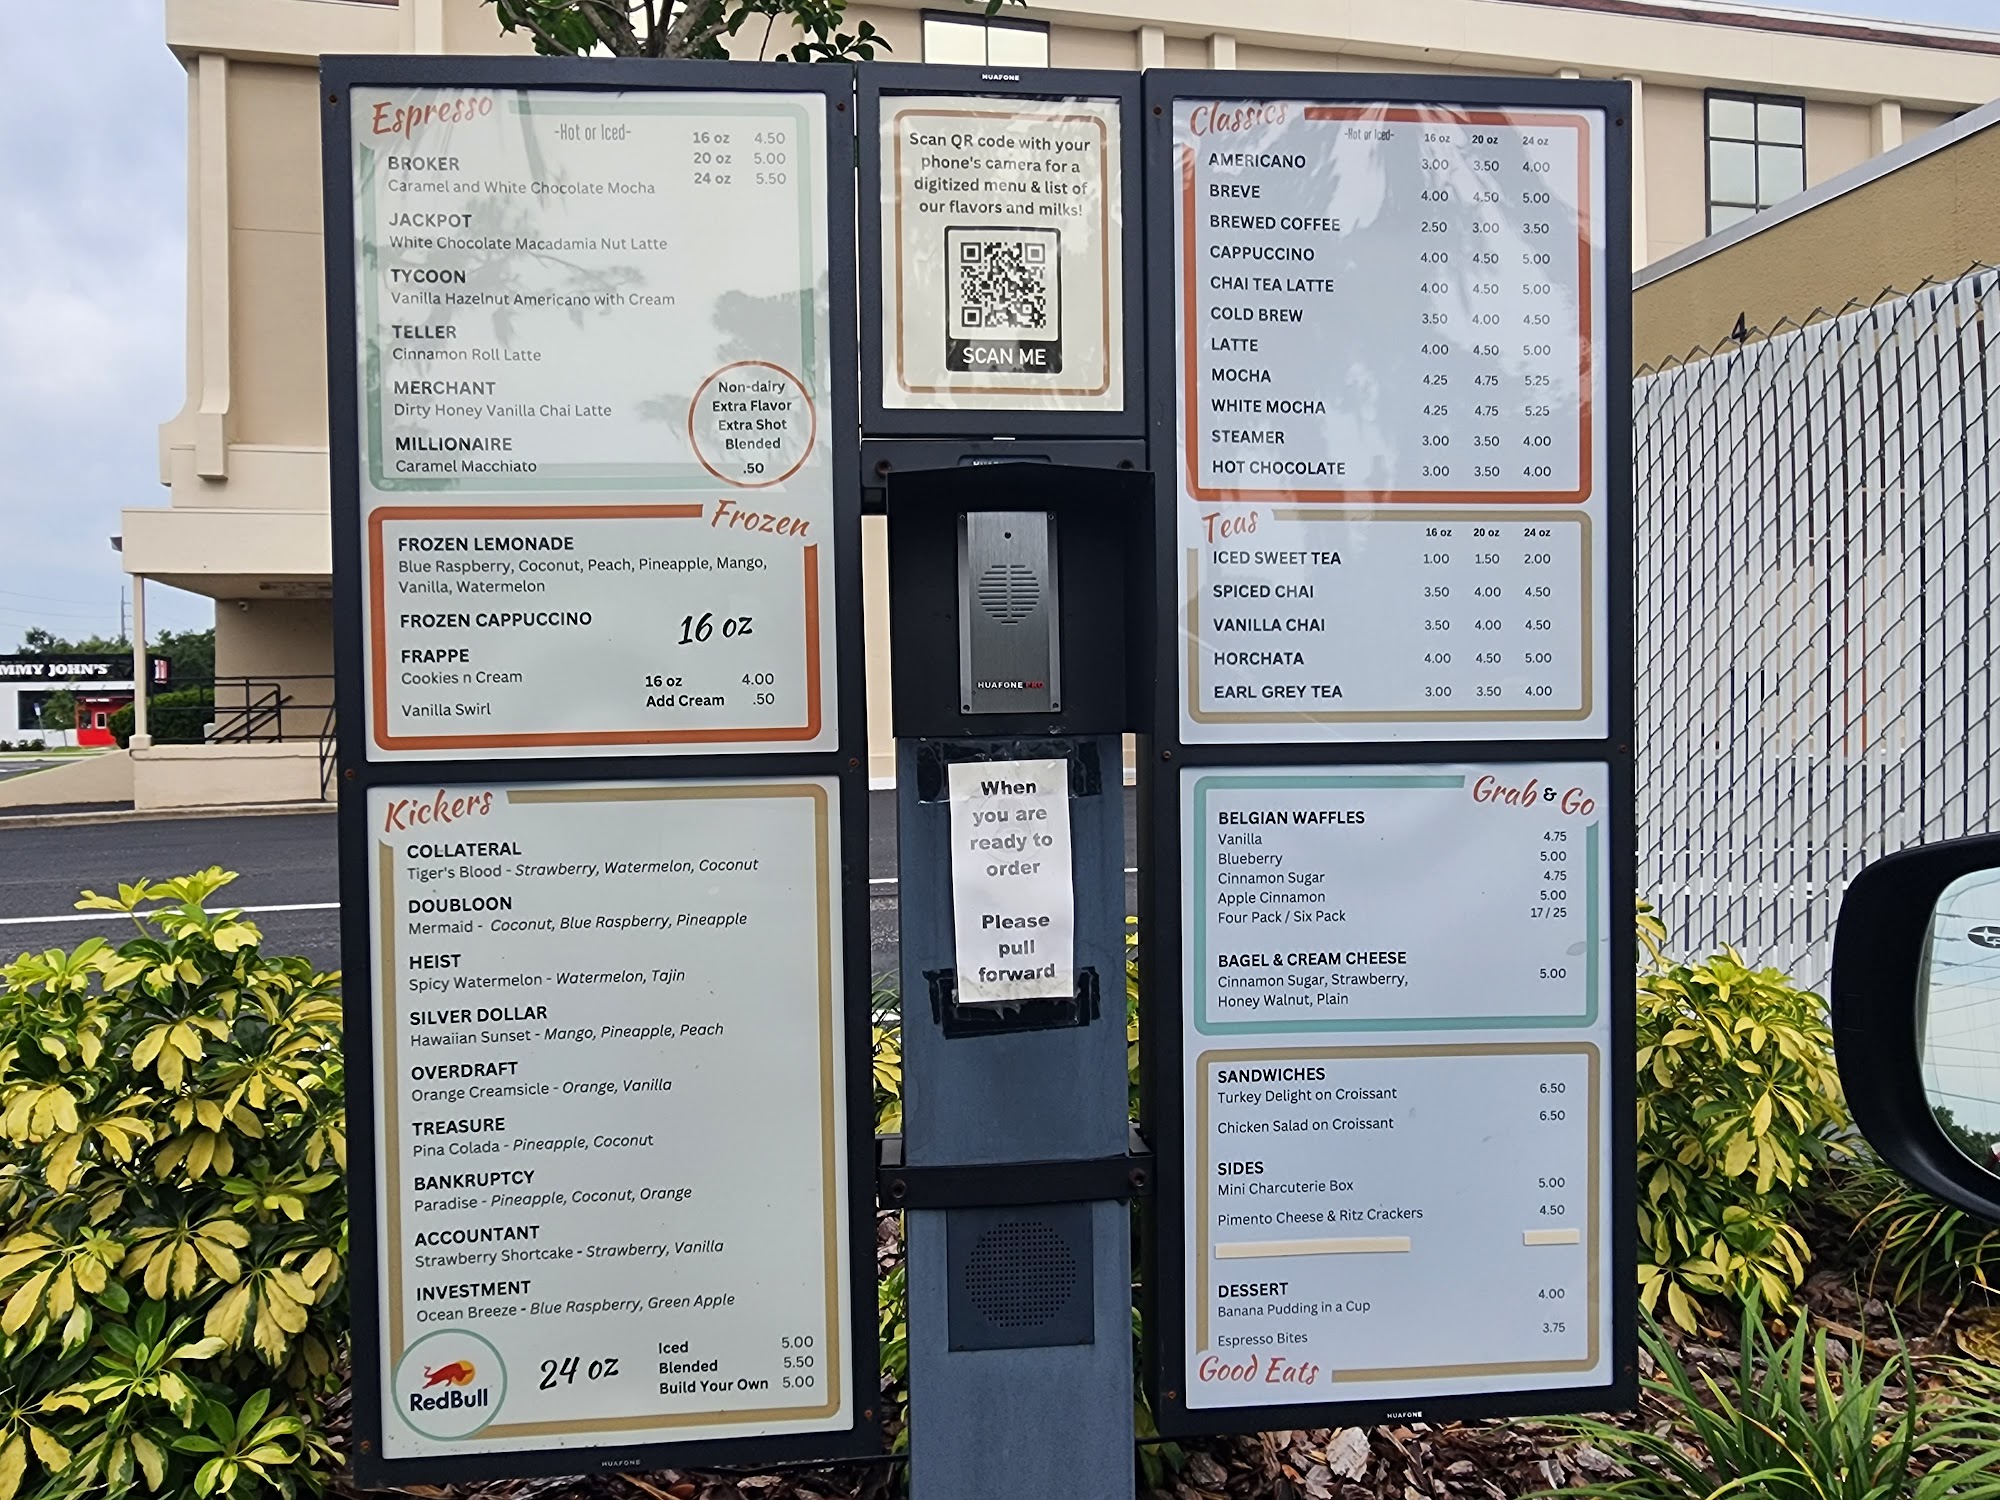 HUAFONE
Espresso
-Hot or Iced-
16 oz 4.50
20 oz 5.00
24 oz 5.50
BROKER
Caramel and White Chocolate Mocha
JACKPOT
White Chocolate Macadamia Nut Latte
TYCOON
Vanilla Hazelnut Americano with Cream
TELLER
Cinnamon Roll Latte
MERCHANT
Dirty Honey Vanilla Chai Latte
MILLIONAIRE
Caramel Macchiato
Non-dairy
Extra Flavor
Extra Shot
Blended
.50
Frozen
FROZEN LEMONADE
Blue Raspberry, Coconut, Peach, Pineapple, Mango,
Vanilla, Watermelon
FROZEN CAPPUCCINO
16 oz
FRAPPE
Cookies n Cream
Vanilla Swirl
16 oz 4.00
Add Cream .50
Kickers
COLLATERAL
Tiger's Blood - Strawberry, Watermelon, Coconut
DOUBLOON
Mermaid - Coconut, Blue Raspberry, Pineapple
HEIST
Spicy Watermelon - Watermelon, Tajin
SILVER DOLLAR
Hawaiian Sunset - Mango, Pineapple, Peach
OVERDRAFT
Orange Creamsicle - Orange, Vanilla
TREASURE
Pina Colada - Pineapple, Coconut
BANKRUPTCY
Paradise - Pineapple, Coconut, Orange
ACCOUNTANT
Strawberry Shortcake - Strawberry, Vanilla
INVESTMENT
Ocean Breeze - Blue Raspberry, Green Apple
RedBull
24 oz
Iced 5.00
Blended 5.50
Build Your Own 5.00
HUAFONE
Scan QR code with your
phone's camera for a
digitized menu & list of
our flavors and milks!
SCAN ME
HUAFONE PRO
When
you are
ready to
order
Please
pull
forward
Classics
-Hot or Iced- 16 oz 20 oz 24 oz
AMERICANO 3.00 3.50 4.00
BREVE 4.00 4.50 5.00
BREWED COFFEE 2.50 3.00 3.50
CAPPUCCINO 4.00 4.50 5.00
CHAI TEA LATTE 4.00 4.50 5.00
COLD BREW 3.50 4.00 4.50
LATTE 4.00 4.50 5.00
MOCHA 4.25 4.75 5.25
WHITE MOCHA 4.25 4.75 5.25
STEAMER 3.00 3.50 4.00
HOT CHOCOLATE 3.00 3.50 4.00
Teas
16 oz 20 oz 24 oz
ICED SWEET TEA 1.00 1.50 2.00
SPICED CHAI 3.50 4.00 4.50
VANILLA CHAI 3.50 4.00 4.50
HORCHATA 4.00 4.50 5.00
EARL GREY TEA 3.00 3.50 4.00
Grab & Go
BELGIAN WAFFLES
Vanilla 4.75
Blueberry 5.00
Cinnamon Sugar 4.75
Apple Cinnamon 5.00
Four Pack / Six Pack 17 / 25
BAGEL & CREAM CHEESE
Cinnamon Sugar, Strawberry, 5.00
Honey Walnut, Plain
SANDWICHES
Turkey Delight on Croissant 6.50
Chicken Salad on Croissant 6.50
SIDES
Mini Charcuterie Box 5.00
Pimento Cheese & Ritz Crackers 4.50
DESSERT
Banana Pudding in a Cup 4.00
Espresso Bites 3.75
Good Eats
HUAFONE
MMY JOHN'S
4